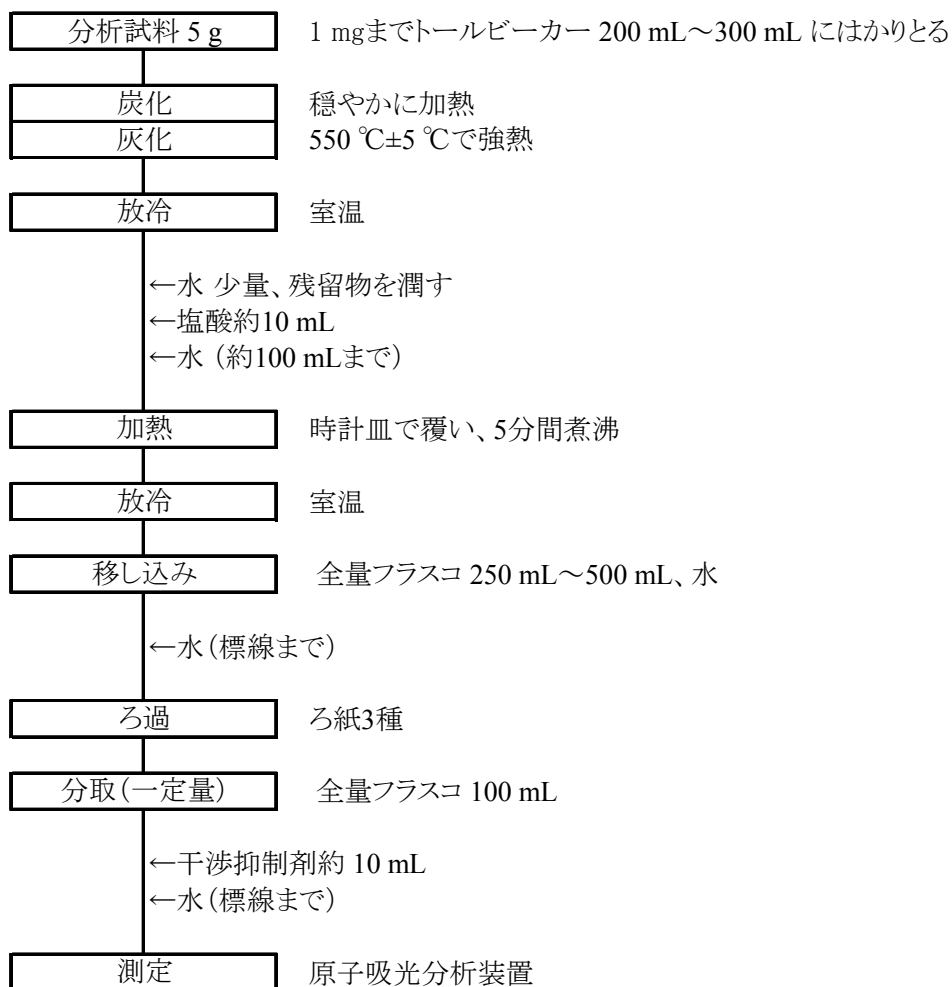 分析試料 5 g 1 mgまでトールビーカー 200 mL～300 mL にはかりとる
炭化 穏やかに加熱
灰化 550 ℃±5 ℃で強熱
放冷 室温
←水 少量、残留物を潤す
←塩酸約10 mL
←水 (約100 mLまで)
加熱 時計皿で覆い、5分間煮沸
放冷 室温
移し込み 全量フラスコ 250 mL～500 mL、水
←水(標線まで)
ろ過 ろ紙3種
分取(一定量) 全量フラスコ 100 mL
←干渉抑制剤約 10 mL
←水(標線まで)
測定 原子吸光分析装置